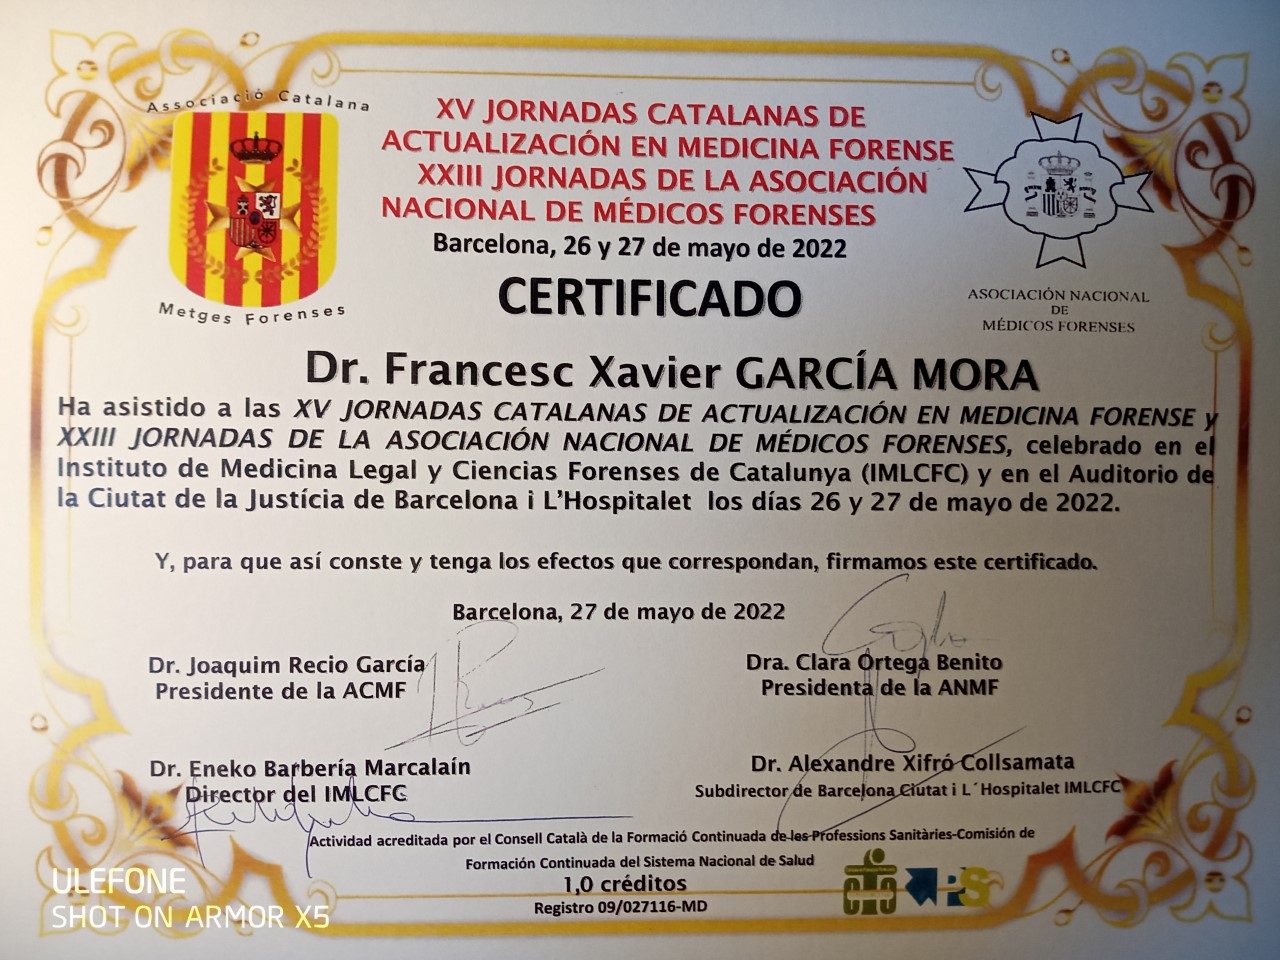 Associació Catalana
Metges Forenses
XV JORNADAS CATALANAS DE
ACTUALIZACIÓN EN MEDICINA FORENSE
XXIII JORNADAS DE LA ASOCIACIÓN
NACIONAL DE MÉDICOS FORENSES
Barcelona, 26 y 27 de mayo de 2022
CERTIFICADO
ASOCIACIÓN NACIONAL
DE
MÉDICOS FORENSES
Dr. Francesc Xavier GARCÍA MORA
Ha asistido a las XV JORNADAS CATALANAS DE ACTUALIZACIÓN EN MEDICINA FORENSE y
XXIII JORNADAS DE LA ASOCIACIÓN NACIONAL DE MÉDICOS FORENSES, celebrado en el
Instituto de Medicina Legal y Ciencias Forenses de Catalunya (IMLCFC) y en el Auditorio de
la Ciutat de la Justícia de Barcelona i L’Hospitalet los días 26 y 27 de mayo de 2022.
Y, para que así conste y tenga los efectos que correspondan, firmamos este certificado.
Barcelona, 27 de mayo de 2022
Dr. Joaquim Recio García
Presidente de la ACMF
Dra. Clara Ortega Benito
Presidenta de la ANMF
Dr. Eneko Barbería Marcalaín
Director del IMLCFC
Dr. Alexandre Xifró Collsamata
Subdirector de Barcelona Ciutat i L´Hospitalet IMLCFC
Actividad acreditada por el Consell Català de la Formació Continuada de les Professions Sanitàries-Comisión de
Formación Continuada del Sistema Nacional de Salud
1,0 créditos
Registro 09/027116-MD
ULEFONE
SHOT ON ARMOR X5